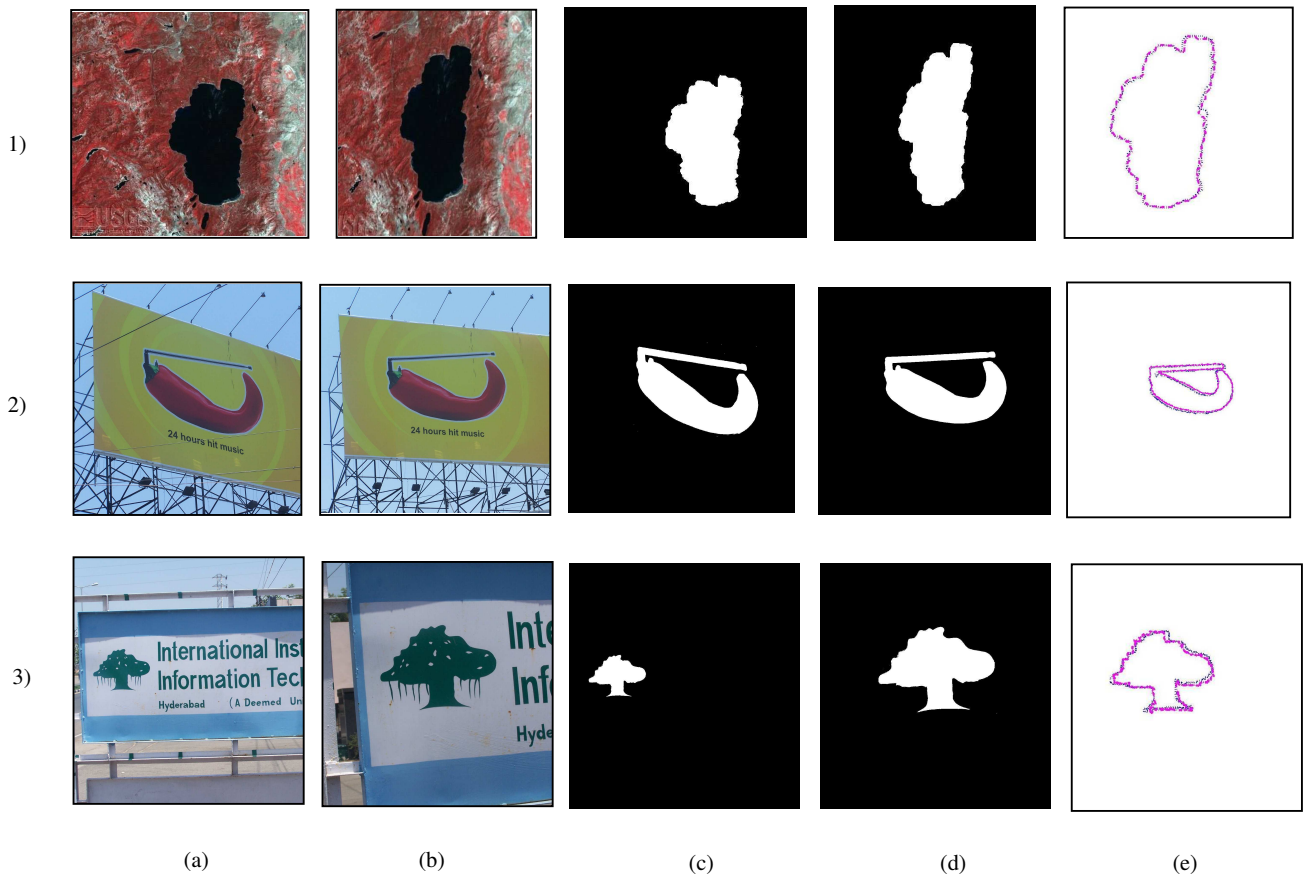 1)
USGS
2)
24 hours hit music
24 hours hit music
3)
International Inst
Information Tech
Hyderabad (A Deemed Un
Inte
Info
Hyde
(a) (b) (c) (d) (e)